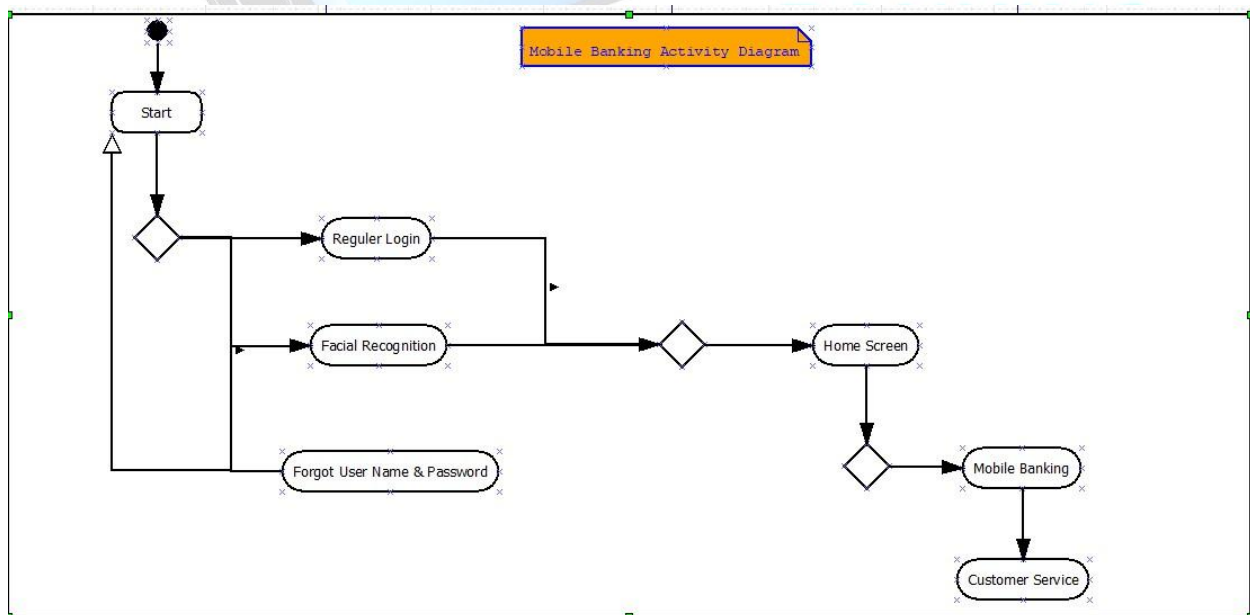 Mobile Banking Activity Diagram
Start
Reguler Login
Facial Recognition
Home Screen
Forgot User Name & Password
Mobile Banking
Customer Service